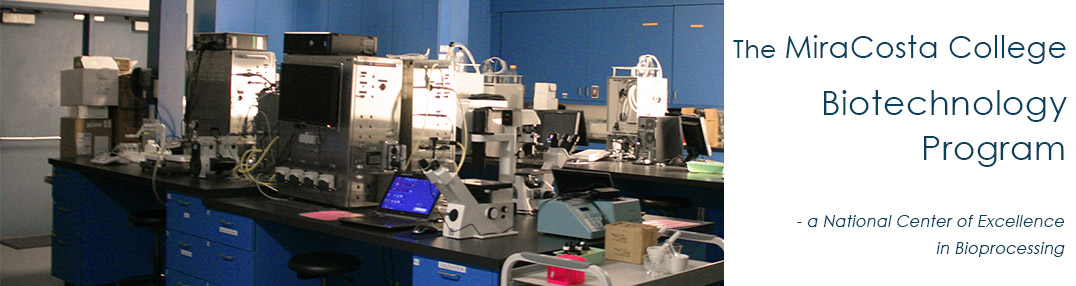 The MiraCosta College
Biotechnology
Program
- a National Center of Excellence
in Bioprocessing